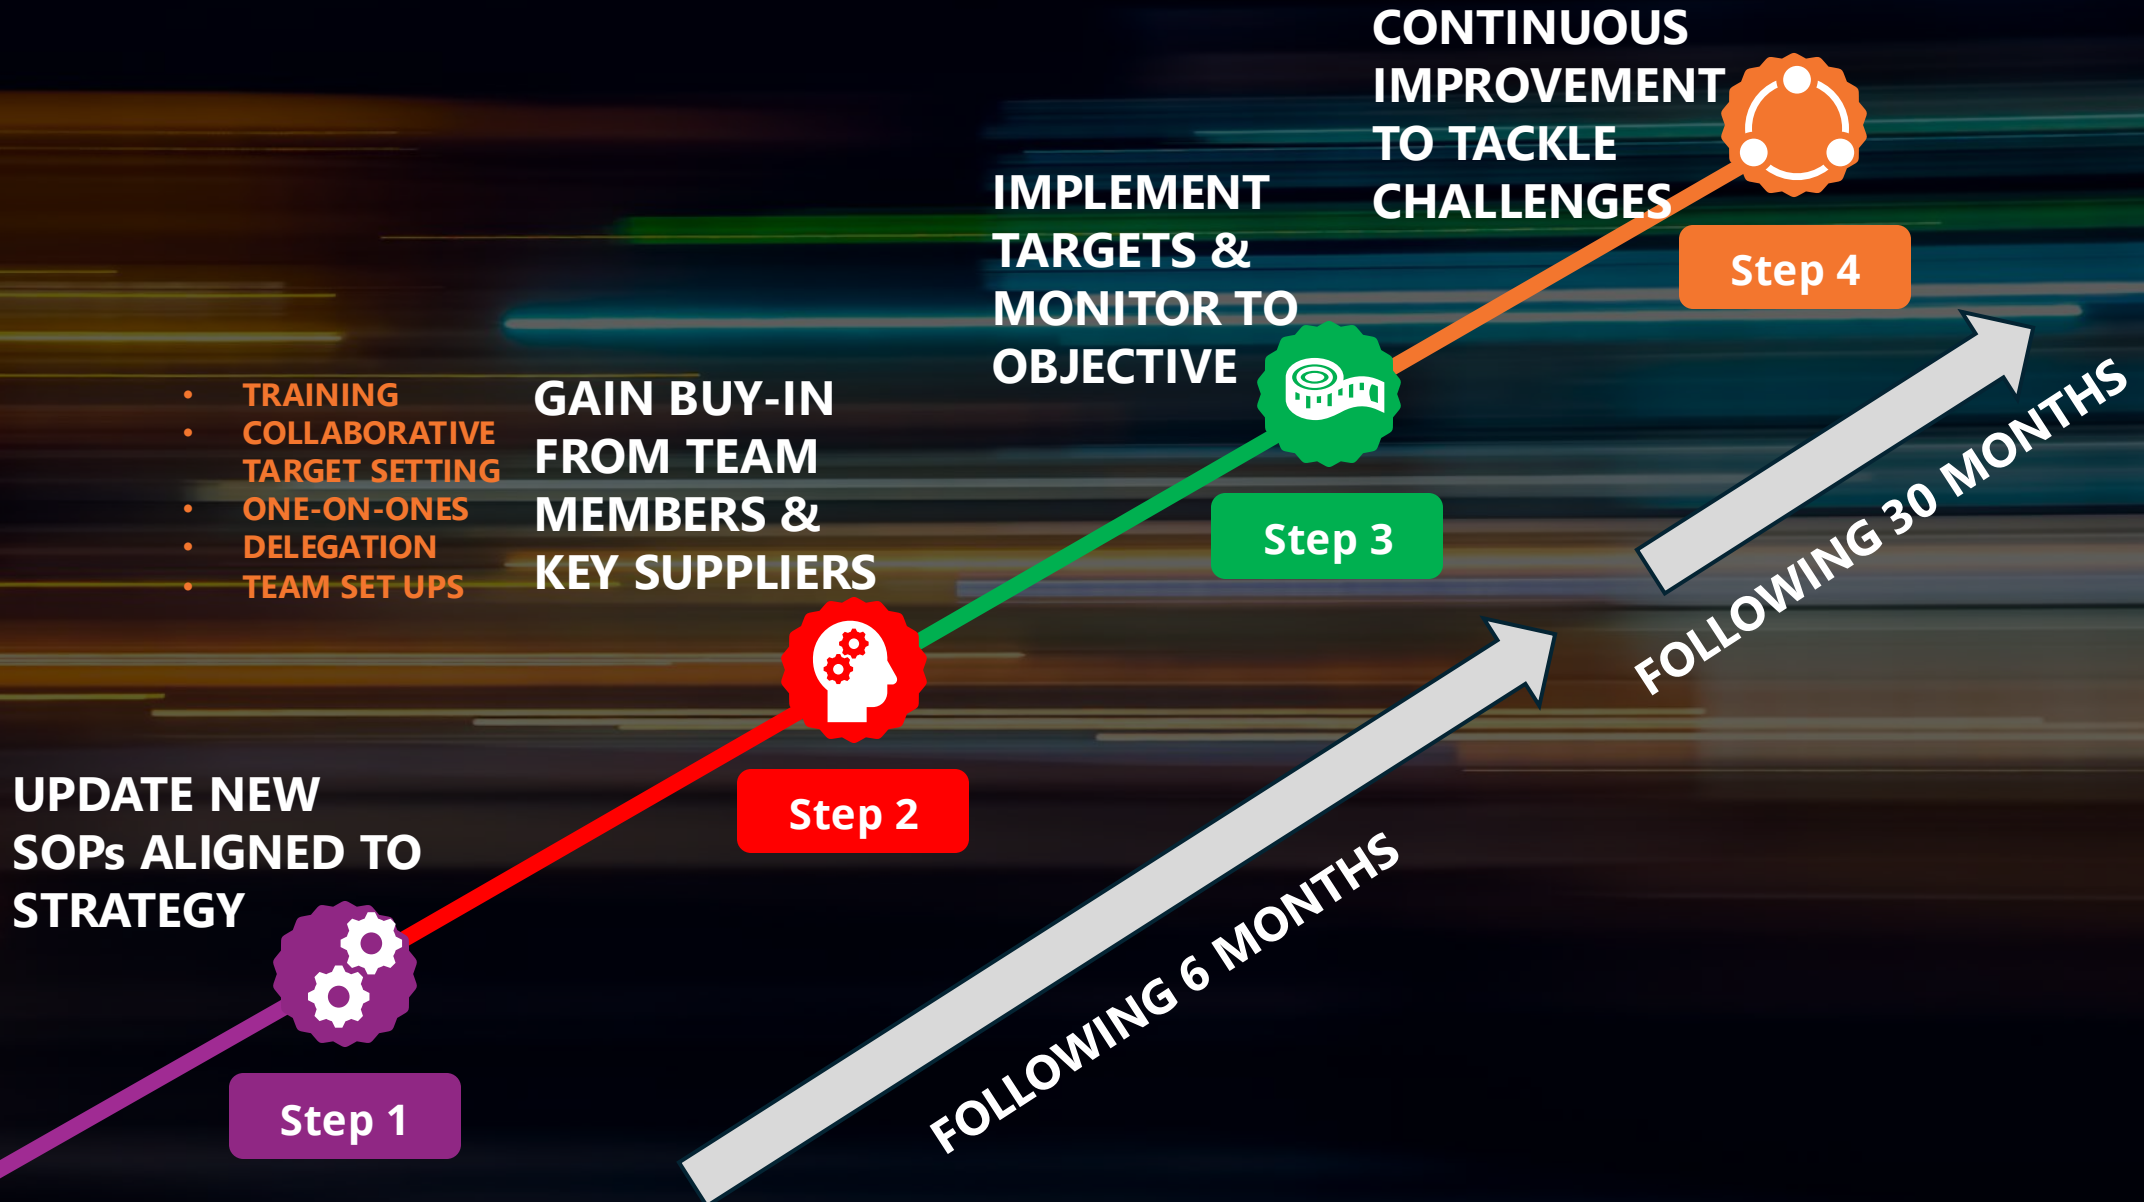 CONTINUOUS
IMPROVEMENT
TO TACKLE
CHALLENGES
Step 4
IMPLEMENT
TARGETS &
MONITOR TO
OBJECTIVE
Step 3
• TRAINING
• COLLABORATIVE
TARGET SETTING
• ONE-ON-ONES
• DELEGATION
• TEAM SET UPS
GAIN BUY-IN
FROM TEAM
MEMBERS &
KEY SUPPLIERS
Step 2
UPDATE NEW
SOPs ALIGNED TO
STRATEGY
Step 1
FOLLOWING 6 MONTHS
FOLLOWING 30 MONTHS